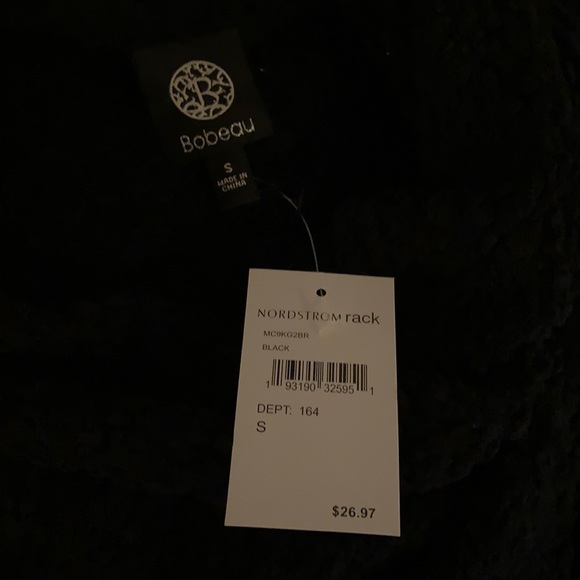 B
Bobeau
S
MADE IN
CHINA
NORDSTROM rack
MC9KG2BR
BLACK
1 93190 32595 1
DEPT: 164
S
$26.97